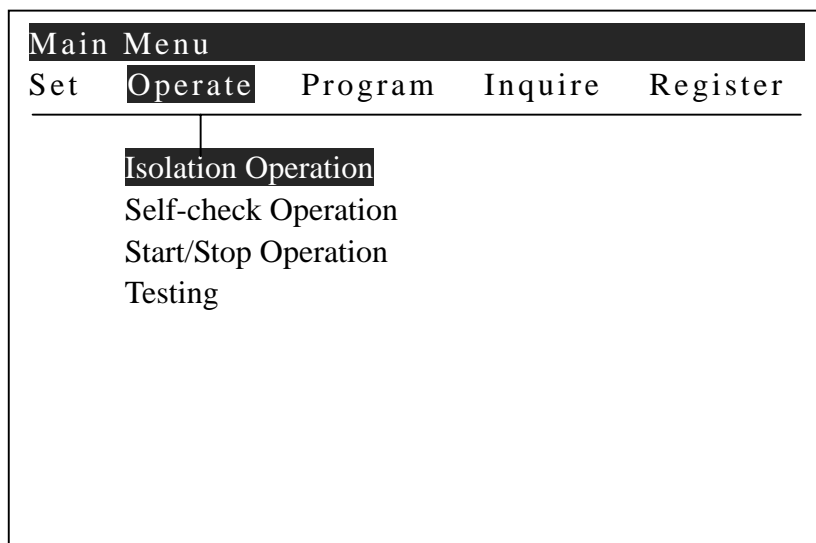 Main Menu
Set Operate Program Inquire Register
Isolation Operation
Self-check Operation
Start/Stop Operation
Testing